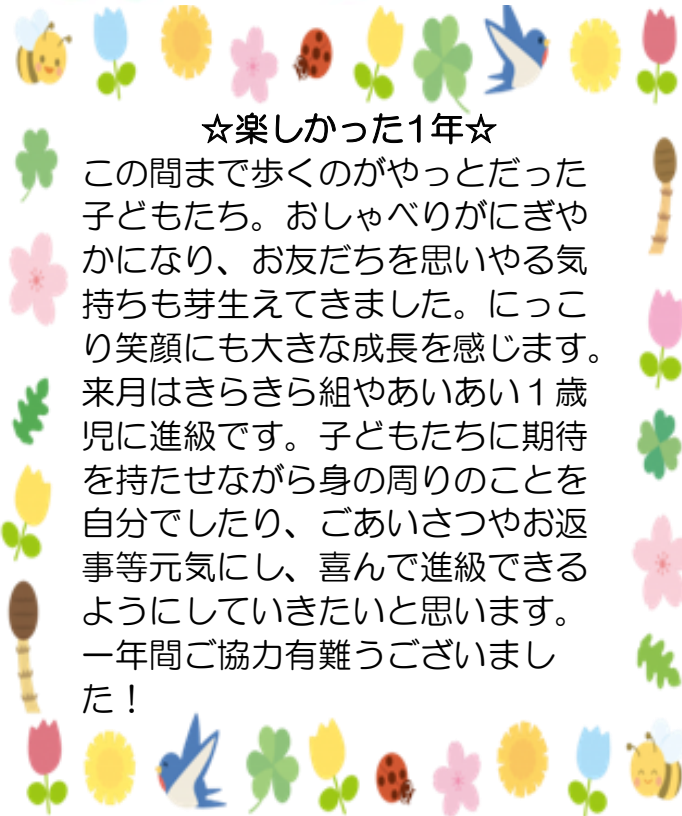 ☆楽しかった1年☆
この間まで歩くのがやっとだった
子どもたち。おしゃべりがにぎや
かになり、お友だちを思いやる気
持ちも芽生えてきました。にっこ
り笑顔にも大きな成長を感じます。
来月はきらきら組やあいあい１歳
児に進級です。子どもたちに期待
を持たせながら身の周りのことを
自分でしたり、ごあいさつやお返
事等元気にし、喜んで進級できる
ようにしていきたいと思います。
一年間ご協力有難うございまし
た！